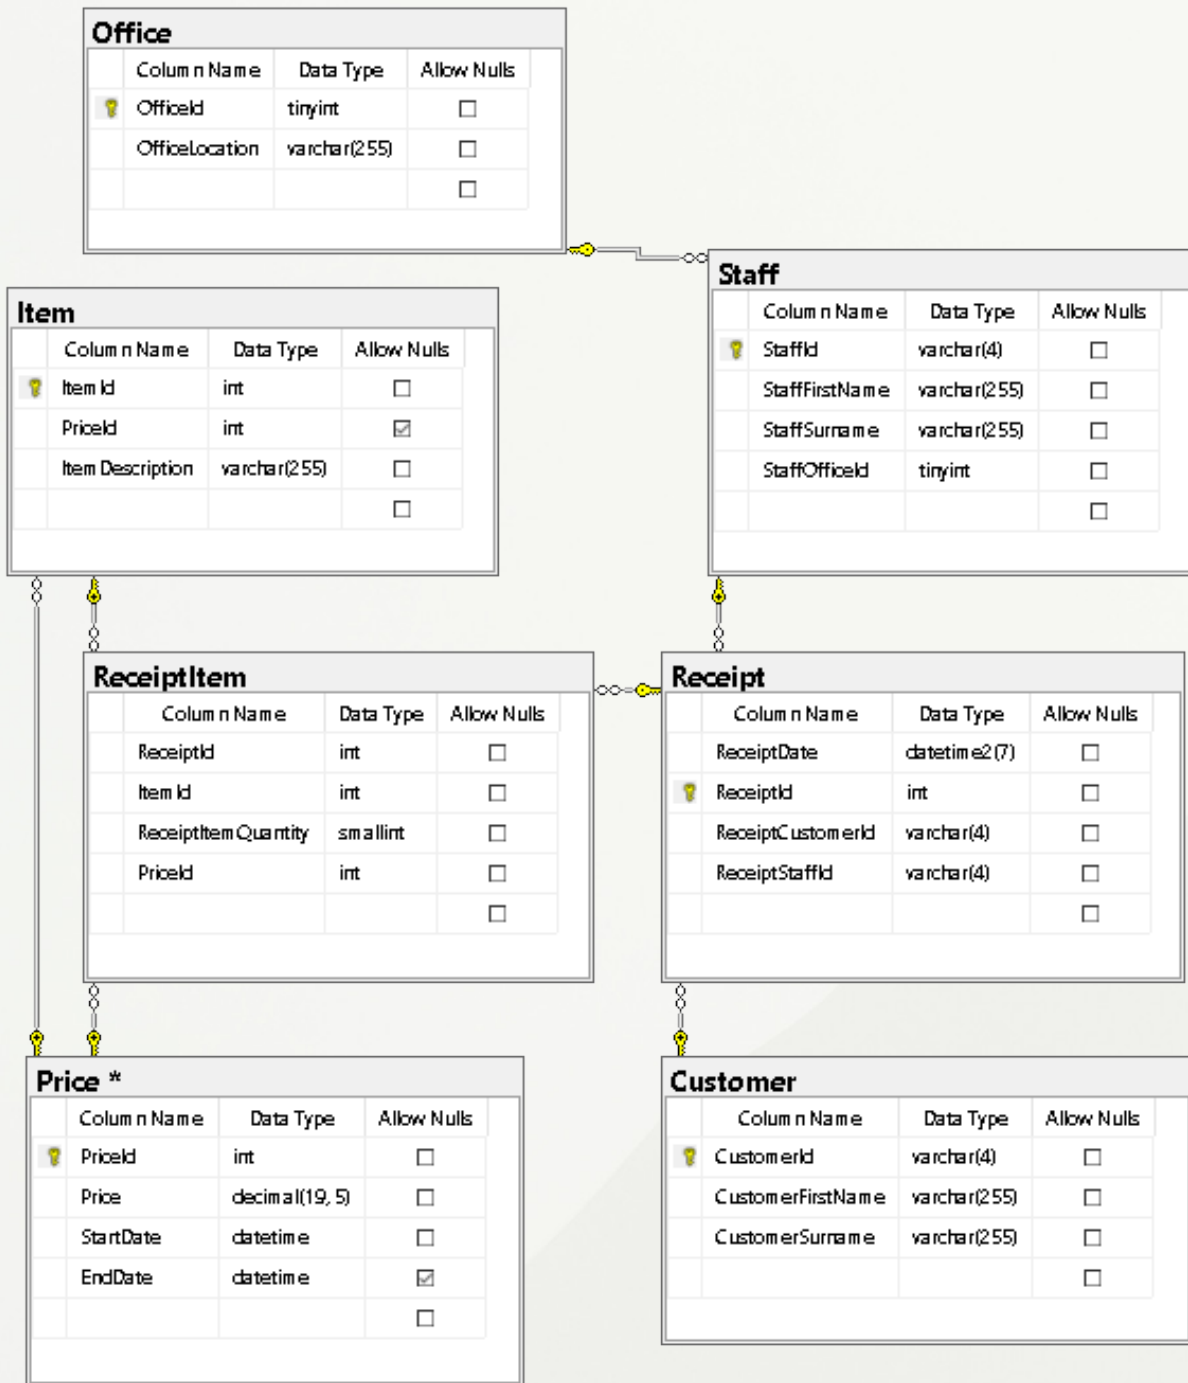 Office
Column Name Data Type Allow Nulls
OfficeId tinyint
OfficeLocation varchar(255)
Item
Column Name Data Type Allow Nulls
ItemId int
PriceId int
ItemDescription varchar(255)
Staff
Column Name Data Type Allow Nulls
StaffId varchar(4)
StaffFirstName varchar(255)
StaffSurname varchar(255)
StaffOfficeId tinyint
ReceiptItem
Column Name Data Type Allow Nulls
ReceiptId int
ItemId int
ReceiptItemQuantity smallint
PriceId int
Receipt
Column Name Data Type Allow Nulls
ReceiptDate datetime2(7)
ReceiptId int
ReceiptCustomerId varchar(4)
ReceiptStaffId varchar(4)
Price *
Column Name Data Type Allow Nulls
PriceId int
Price decimal(19, 5)
StartDate datetime
EndDate datetime
Customer
Column Name Data Type Allow Nulls
CustomerId varchar(4)
CustomerFirstName varchar(255)
CustomerSurname varchar(255)